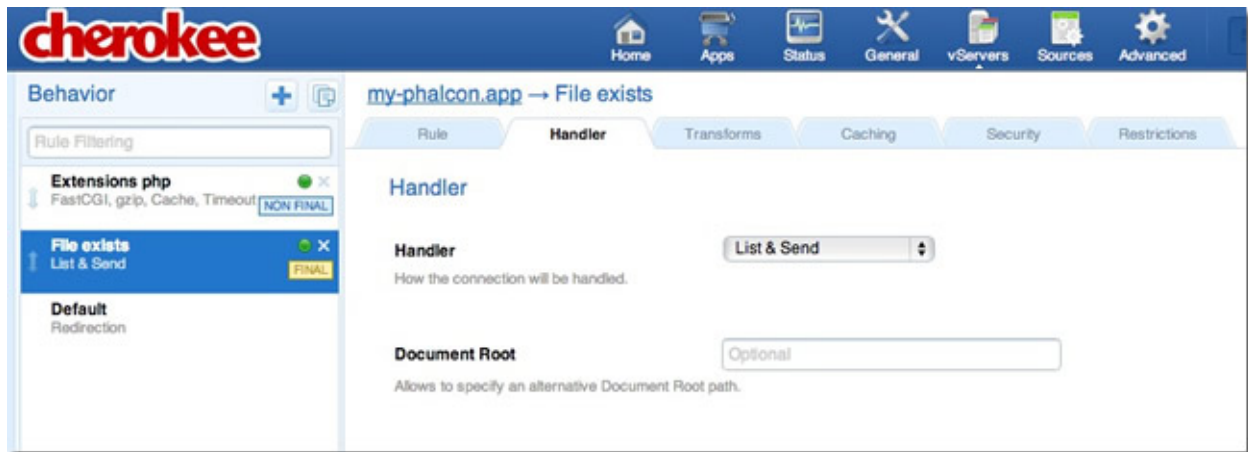 cherokee
Home Apps Status General vServers Sources Advanced
Behavior
my-phalcon.app → File exists
Rule Filtering
Rule Handler Transforms Caching Security Restrictions
Extensions php
FastCGI, gzip, Cache, Timeout
NON FINAL
File exists
List & Send
FINAL
Default
Redirection
Handler
Handler
List & Send
How the connection will be handled.
Document Root
Optional
Allows to specify an alternative Document Root path.